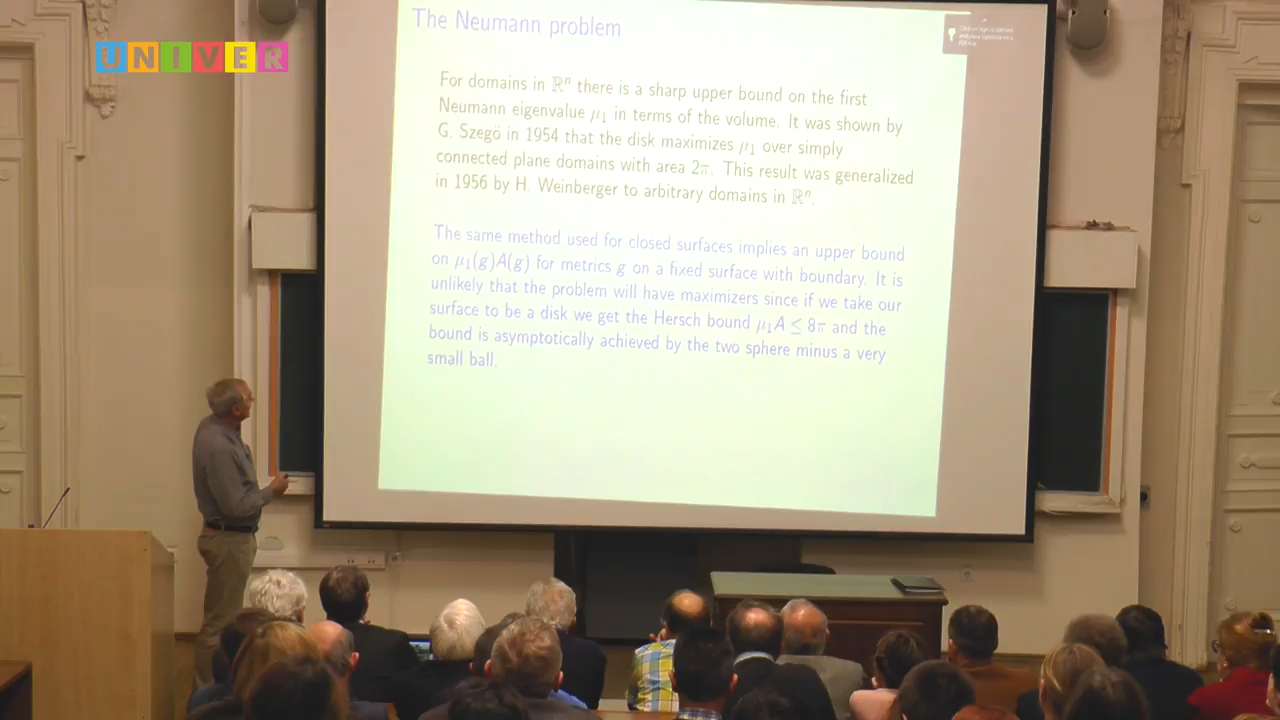 UNIVER
The Neumann problem
For domains in ℝⁿ there is a sharp upper bound on the first
Neumann eigenvalue μ₁ in terms of the volume. It was shown by
G. Szegö in 1954 that the disk maximizes μ₁ over simply
connected plane domains with area 2π. This result was generalized
in 1956 by H. Weinberger to arbitrary domains in ℝⁿ.
The same method used for closed surfaces implies an upper bound
on μ₁(g)A(g) for metrics g on a fixed surface with boundary. It is
unlikely that the problem will have maximizers since if we take our
surface to be a disk we get the Hersch bound μ₁A ≤ 8π and the
bound is asymptotically achieved by the two sphere minus a very
small ball.